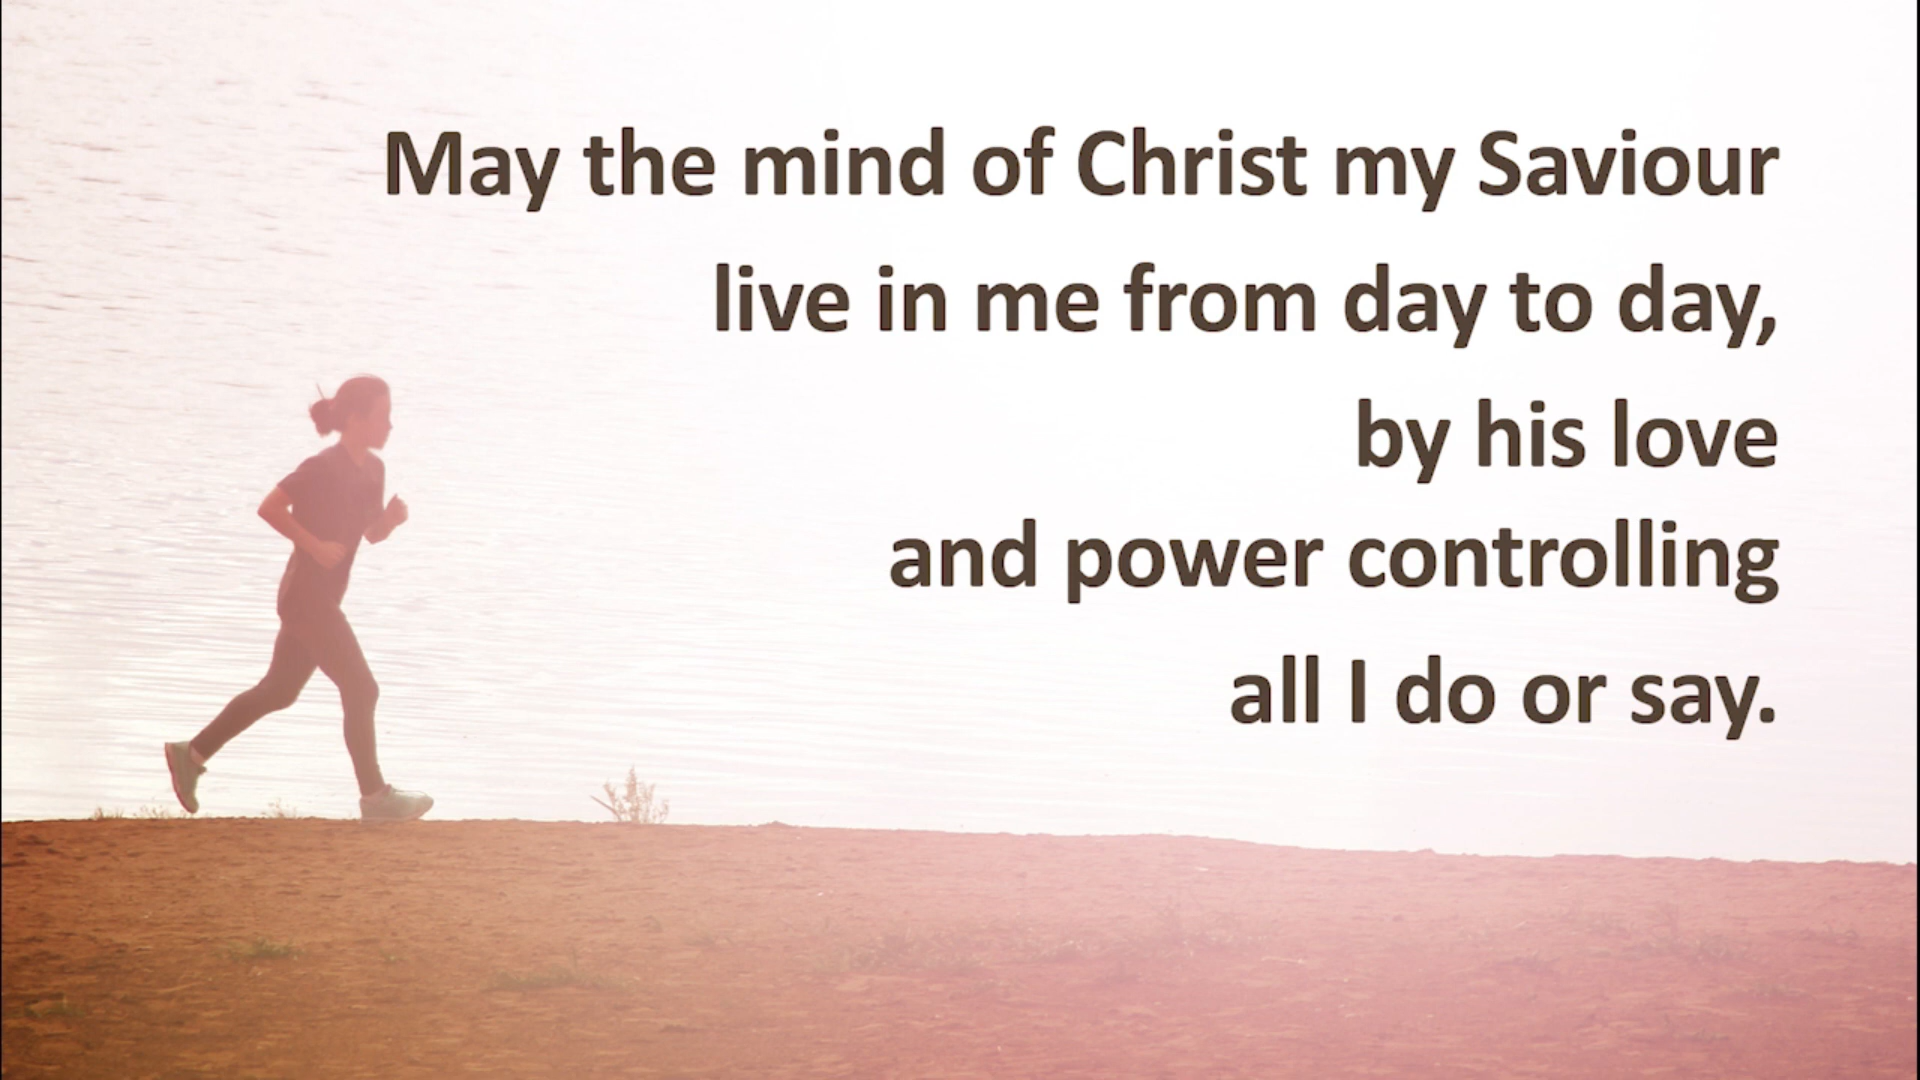 May the mind of Christ my Saviour
live in me from day to day,
by his love
and power controlling
all I do or say.